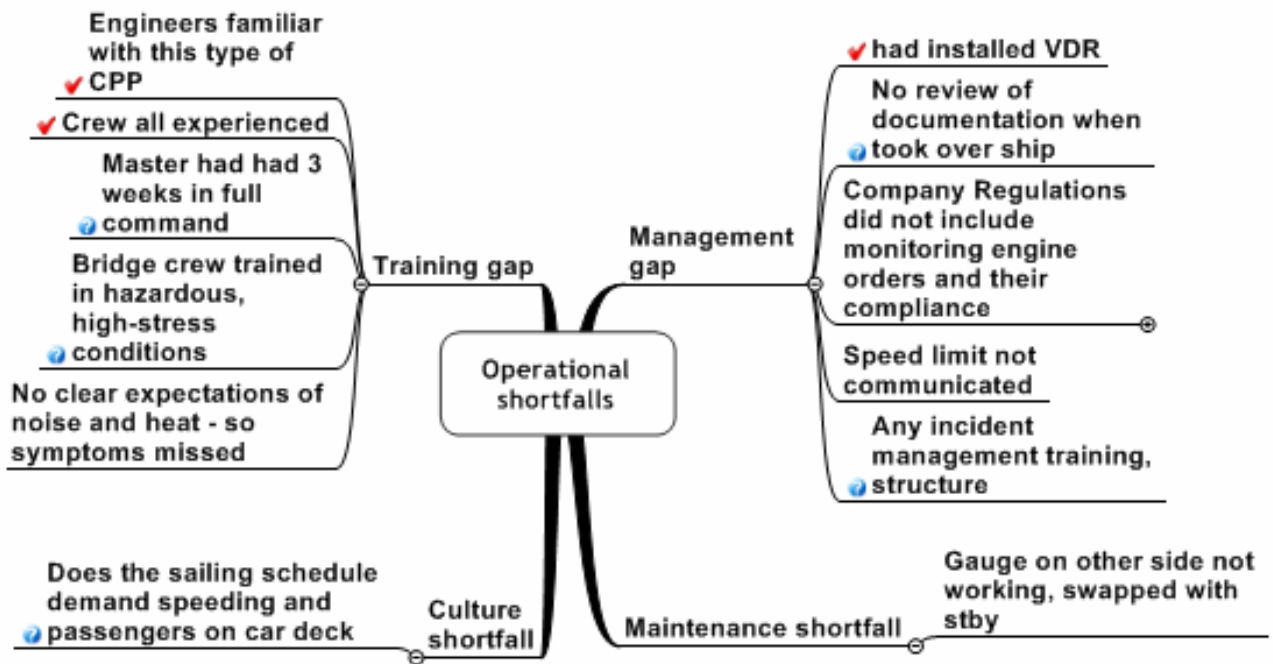 Engineers familiar
with this type of
CPP
Crew all experienced
Master had had 3
weeks in full
command
Bridge crew trained
in hazardous,
high-stress
conditions
No clear expectations of
noise and heat - so
symptoms missed
Training gap
Does the sailing schedule
demand speeding and
passengers on car deck
Culture
shortfall
Operational
shortfalls
Management
gap
had installed VDR
No review of
documentation when
took over ship
Company Regulations
did not include
monitoring engine
orders and their
compliance
Speed limit not
communicated
Any incident
management training,
structure
Maintenance shortfall
Gauge on other side not
working, swapped with
stby